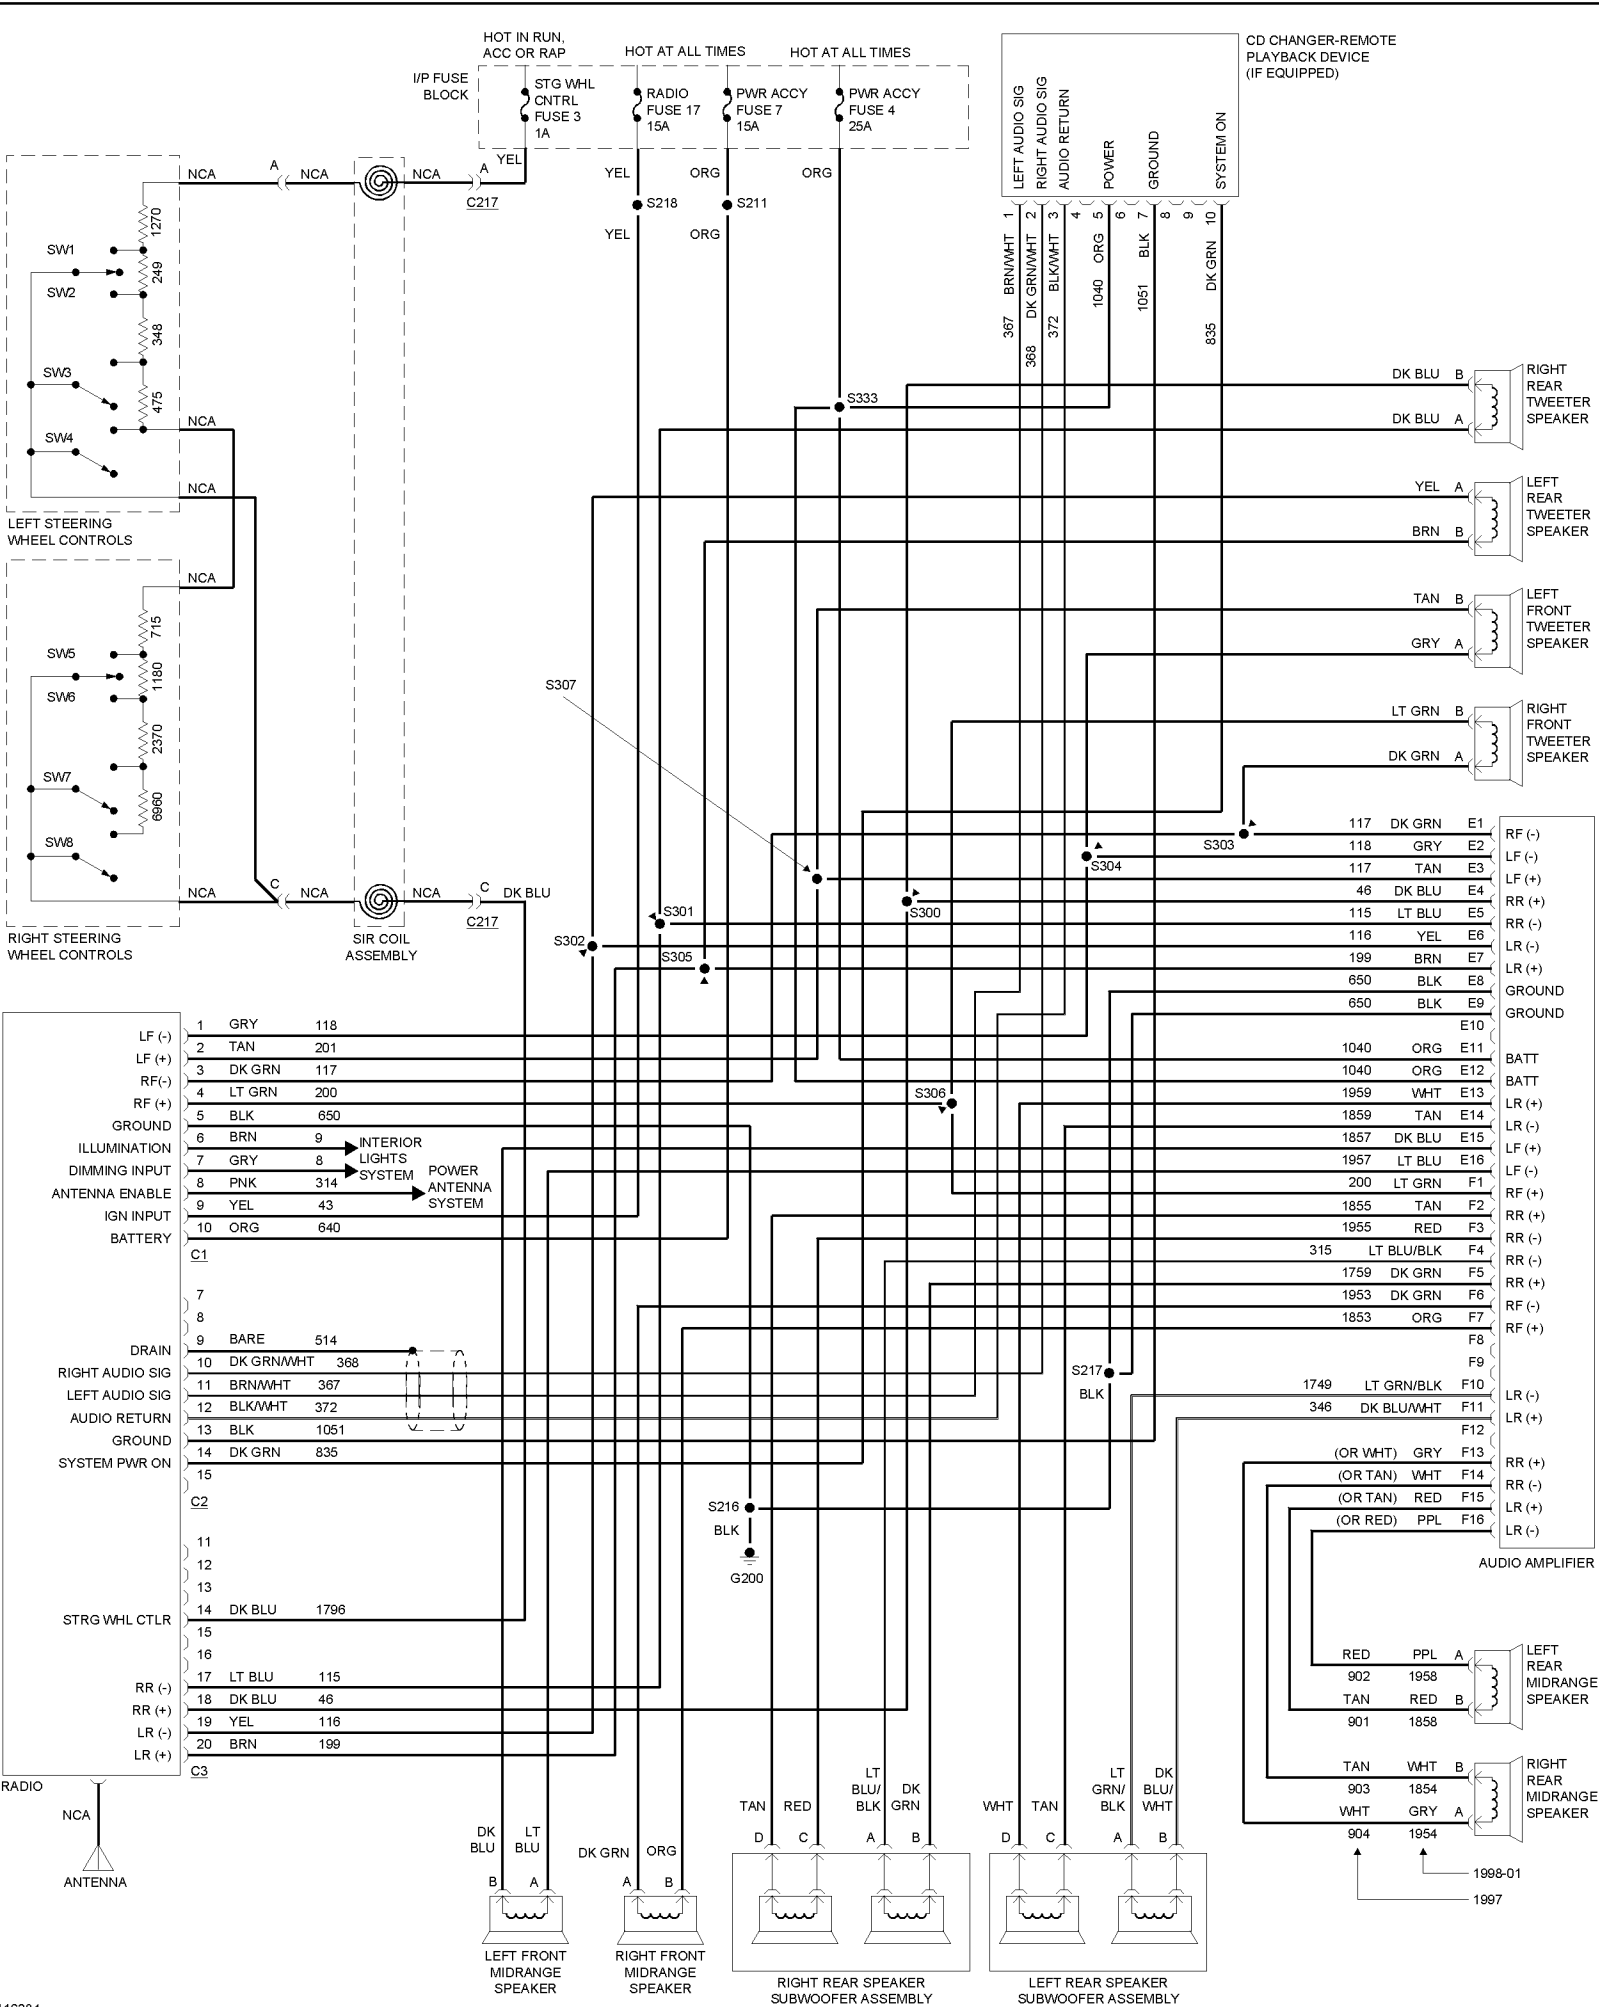 HOT IN RUN,
ACC OR RAP
HOT AT ALL TIMES
HOT AT ALL TIMES
I/P FUSE
BLOCK
STG WHL
CNTRL
FUSE 3
1A
RADIO
FUSE 17
15A
PWR ACCY
FUSE 7
15A
PWR ACCY
FUSE 4
25A
YEL
YEL
ORG
ORG
S218
S211
YEL
ORG
CD CHANGER-REMOTE
PLAYBACK DEVICE
(IF EQUIPPED)
LEFT AUDIO SIG
RIGHT AUDIO SIG
AUDIO RETURN
POWER
GROUND
SYSTEM ON
1 2 3 4 5 6 7 8 9 10
367 BRN/WHT
368 DK GRN/WHT
372 BLK/WHT
1040 ORG
1051 BLK
835 DK GRN
NCA A NCA NCA A
C217
1270
SW1
249
SW2
348
SW3
475
NCA
SW4
NCA
LEFT STEERING
WHEEL CONTROLS
NCA
715
SW5
1180
SW6
2370
SW7
6960
SW8
NCA C NCA NCA C DK BLU
C217
RIGHT STEERING
WHEEL CONTROLS
SIR COIL
ASSEMBLY
S333
S307
S303
S304
S300
S301
S302
S305
S306
S217
BLK
S216
BLK
G200
DK BLU B
DK BLU A
RIGHT
REAR
TWEETER
SPEAKER
YEL A
BRN B
LEFT
REAR
TWEETER
SPEAKER
TAN B
GRY A
LEFT
FRONT
TWEETER
SPEAKER
LT GRN B
DK GRN A
RIGHT
FRONT
TWEETER
SPEAKER
117 DK GRN E1 RF (-)
118 GRY E2 LF (-)
117 TAN E3 LF (+)
46 DK BLU E4 RR (+)
115 LT BLU E5 RR (-)
116 YEL E6 LR (-)
199 BRN E7 LR (+)
650 BLK E8 GROUND
650 BLK E9 GROUND
E10
1040 ORG E11 BATT
1040 ORG E12 BATT
1959 WHT E13 LR (+)
1859 TAN E14 LR (-)
1857 DK BLU E15 LF (+)
1957 LT BLU E16 LF (-)
200 LT GRN F1 RF (+)
1855 TAN F2 RR (+)
1955 RED F3 RR (-)
315 LT BLU/BLK F4 RR (-)
1759 DK GRN F5 RR (+)
1953 DK GRN F6 RF (-)
1853 ORG F7 RF (+)
F8
F9
1749 LT GRN/BLK F10 LR (-)
346 DK BLU/WHT F11 LR (+)
F12
(OR WHT) GRY F13 RR (+)
(OR TAN) WHT F14 RR (-)
(OR TAN) RED F15 LR (+)
(OR RED) PPL F16 LR (-)
AUDIO AMPLIFIER
LF (-) 1 GRY 118
LF (+) 2 TAN 201
RF(-) 3 DK GRN 117
RF (+) 4 LT GRN 200
GROUND 5 BLK 650
ILLUMINATION 6 BRN 9
DIMMING INPUT 7 GRY 8
INTERIOR
LIGHTS
SYSTEM
ANTENNA ENABLE 8 PNK 314
POWER
ANTENNA
SYSTEM
IGN INPUT 9 YEL 43
BATTERY 10 ORG 640
C1
7
8
DRAIN 9 BARE 514
RIGHT AUDIO SIG 10 DK GRN/WHT 368
LEFT AUDIO SIG 11 BRN/WHT 367
AUDIO RETURN 12 BLK/WHT 372
GROUND 13 BLK 1051
SYSTEM PWR ON 14 DK GRN 835
15
C2
11
12
13
STRG WHL CTLR 14 DK BLU 1796
15
16
RR (-) 17 LT BLU 115
RR (+) 18 DK BLU 46
LR (-) 19 YEL 116
LR (+) 20 BRN 199
C3
RADIO
NCA
ANTENNA
RED PPL A
902 1958
TAN RED B
901 1858
LEFT
REAR
MIDRANGE
SPEAKER
TAN WHT B
903 1854
WHT GRY A
904 1954
RIGHT
REAR
MIDRANGE
SPEAKER
1998-01
1997
DK
BLU
LT
BLU
B A
LEFT FRONT
MIDRANGE
SPEAKER
DK GRN ORG
A B
RIGHT FRONT
MIDRANGE
SPEAKER
TAN RED
LT
BLU/
BLK
DK
GRN
D C A B
RIGHT REAR SPEAKER
SUBWOOFER ASSEMBLY
WHT TAN
LT
GRN/
BLK
DK
BLU/
WHT
D C A B
LEFT REAR SPEAKER
SUBWOOFER ASSEMBLY